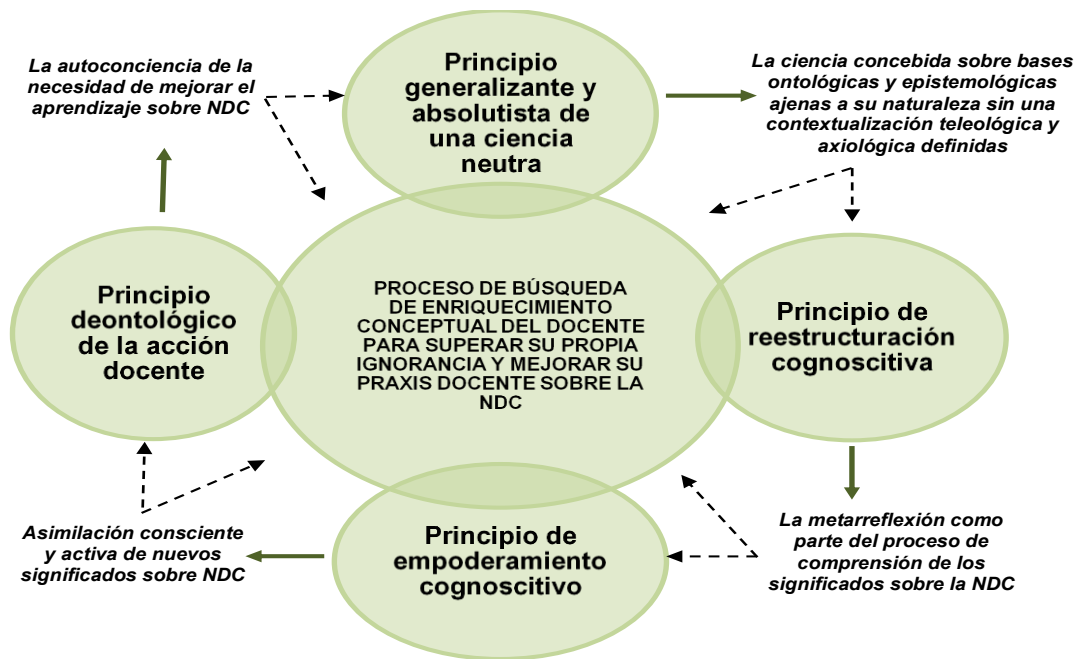 La autoconciencia de la
necesidad de mejorar el
aprendizaje sobre NDC
Principio
generalizante y
absolutista de
una ciencia
neutra
La ciencia concebida sobre bases
ontológicas y epistemológicas
ajenas a su naturaleza sin una
contextualización teleológica y
axiológica definidas
Principio
deontológico
de la acción
docente
PROCESO DE BÚSQUEDA
DE ENRIQUECIMIENTO
CONCEPTUAL DEL DOCENTE
PARA SUPERAR SU PROPIA
IGNORANCIA Y MEJORAR SU
PRAXIS DOCENTE SOBRE LA
NDC
Principio de
reestructuración
cognoscitiva
Asimilación consciente
y activa de nuevos
significados sobre NDC
Principio de
empoderamiento
cognoscitivo
La metarreflexión como
parte del proceso de
comprensión de los
significados sobre la NDC